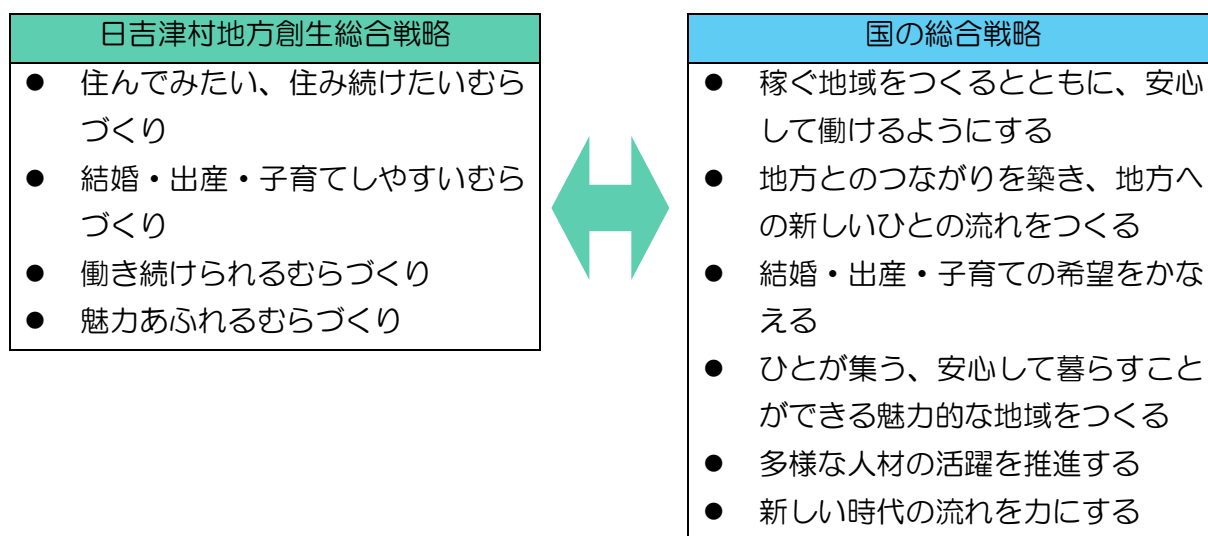 日吉津村地方創生総合戦略
● 住んでみたい、住み続けたいむら
づくり
● 結婚・出産・子育てしやすいむら
づくり
● 働き続けられるむらづくり
● 魅力あふれるむらづくり
国の総合戦略
● 稼ぐ地域をつくるとともに、安心
して働けるようにする
● 地方とのつながりを築き、地方へ
の新しいひとの流れをつくる
● 結婚・出産・子育ての希望をかな
える
● ひとが集う、安心して暮らすこと
ができる魅力的な地域をつくる
● 多様な人材の活躍を推進する
● 新しい時代の流れを力にする